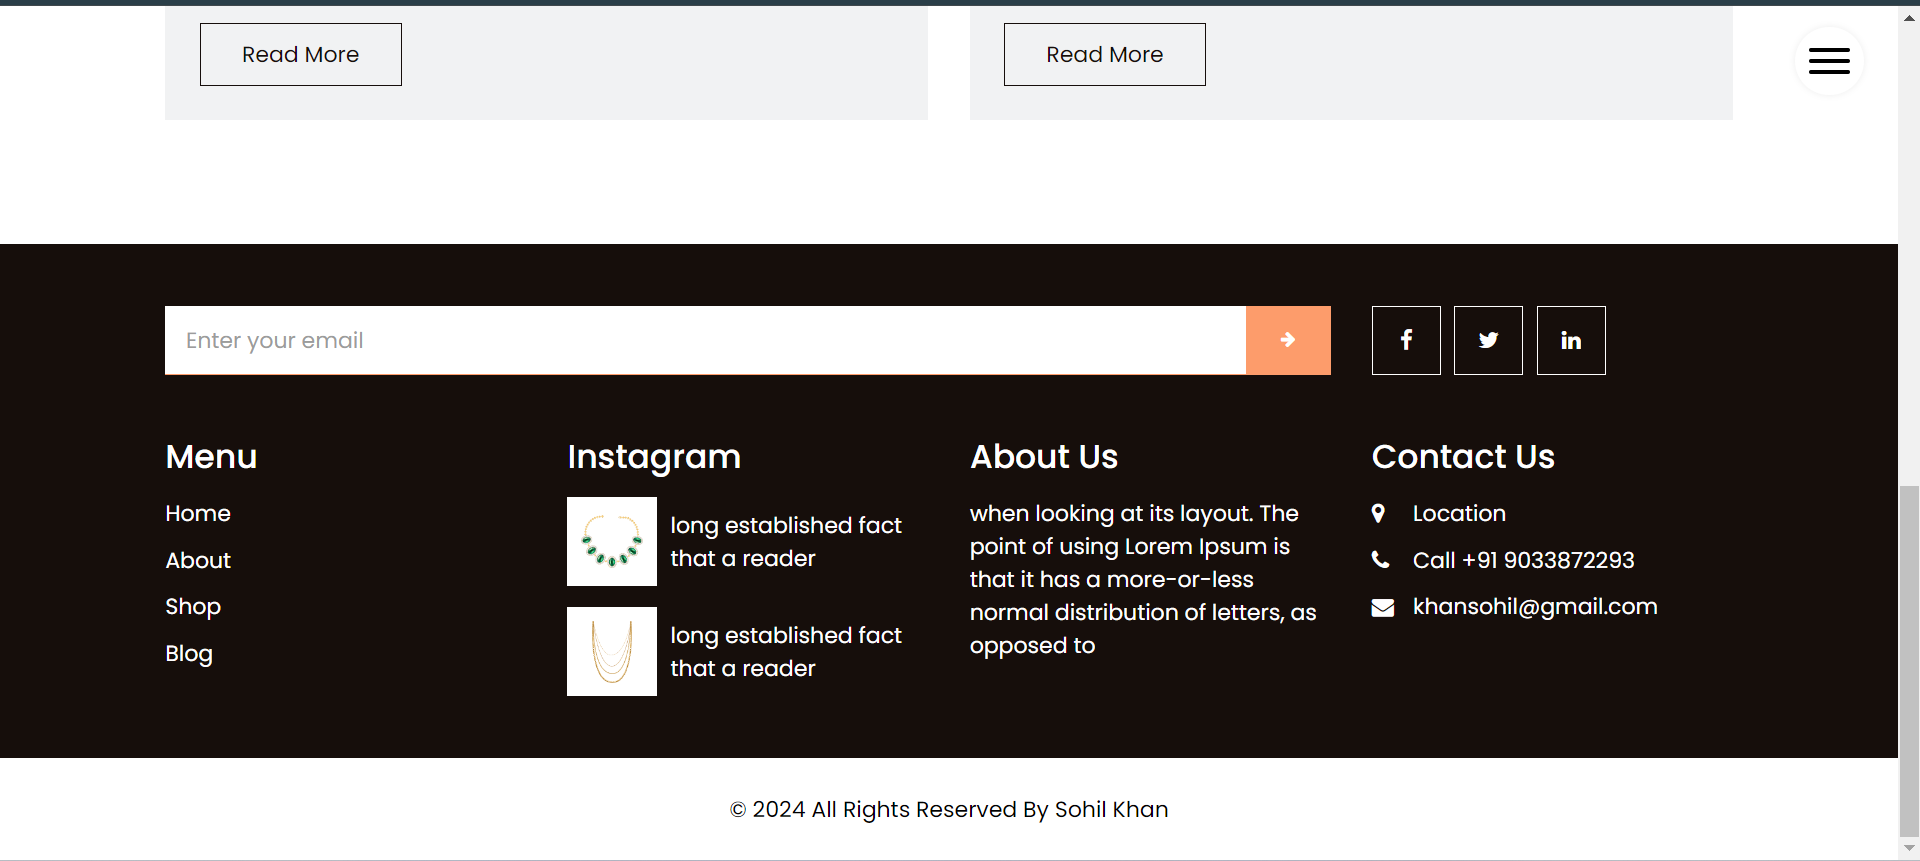 Read More
Read More
Enter your email
Menu
Home
About
Shop
Blog
Instagram
long established fact
that a reader
long established fact
that a reader
About Us
when looking at its layout. The
point of using Lorem Ipsum is
that it has a more-or-less
normal distribution of letters, as
opposed to
Contact Us
Location
Call +91 9033872293
khansohil@gmail.com
© 2024 All Rights Reserved By Sohil Khan